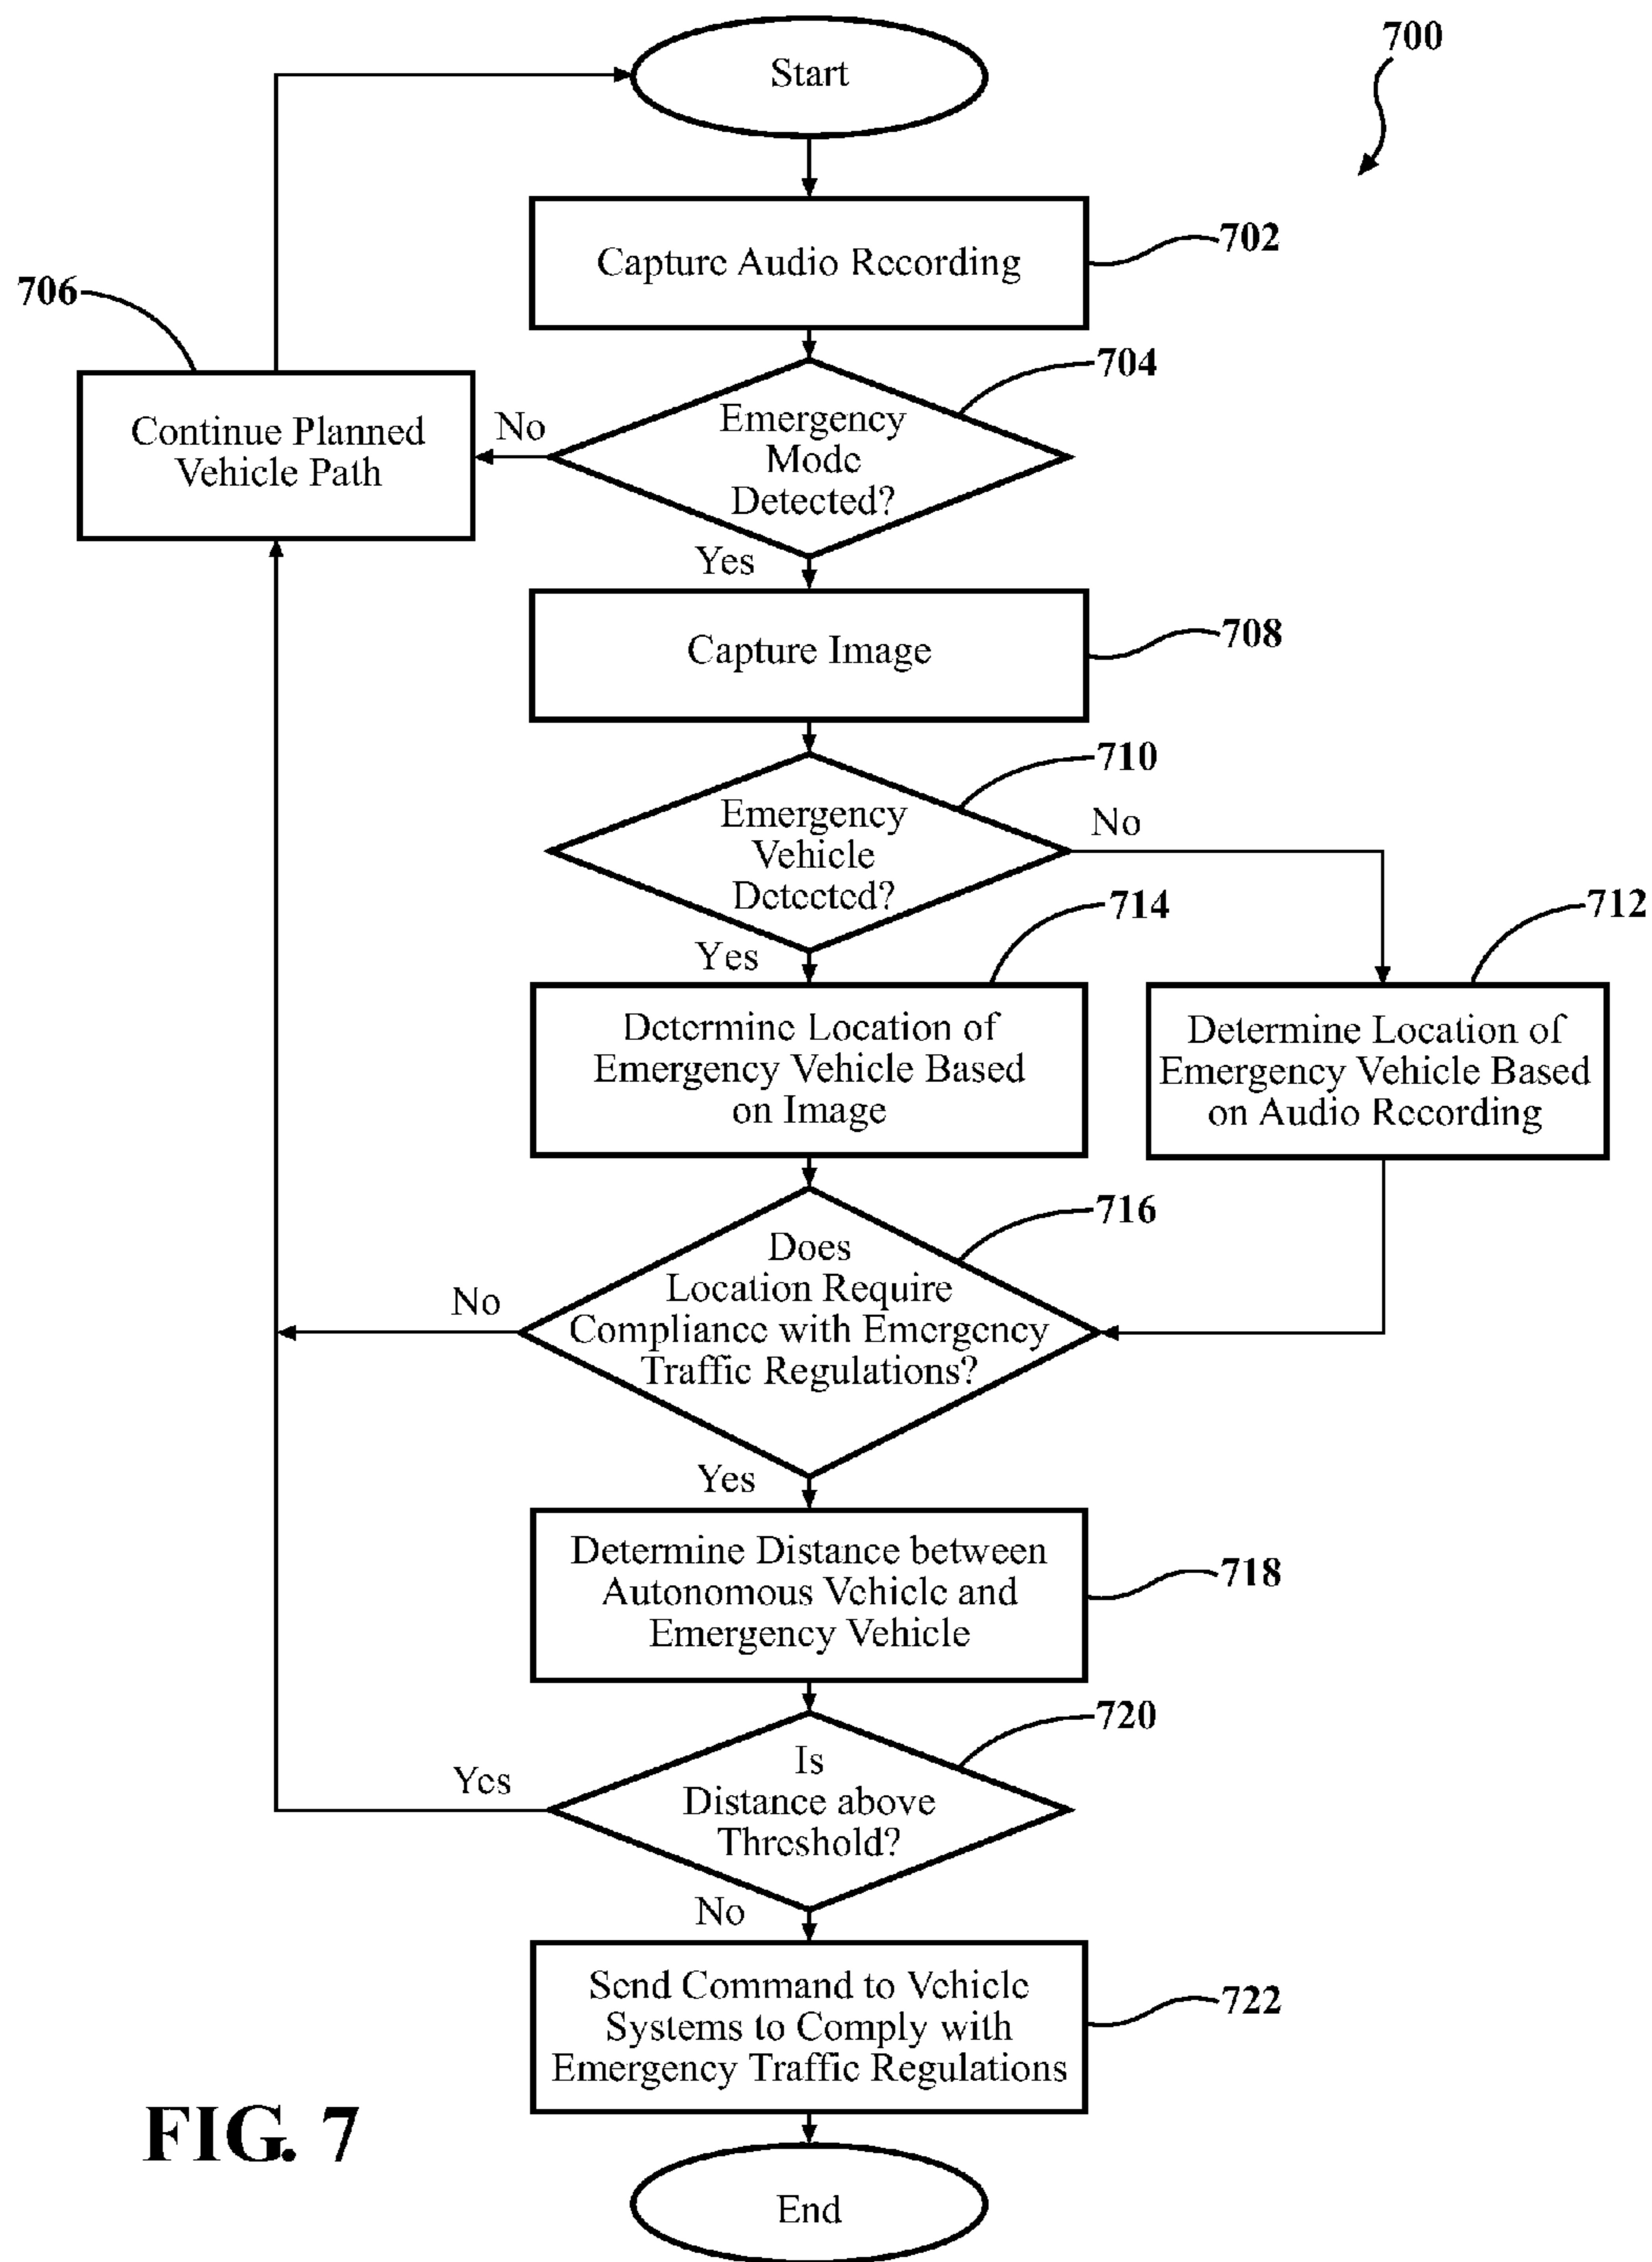 700
Start
Capture Audio Recording
702
706
704
Continue Planned
Vehicle Path
No
Emergency
Mode
Detected?
Yes
Capture Image
708
710
Emergency
Vehicle
Detected?
No
714
712
Yes
Determine Location of
Emergency Vehicle Based
on Image
Determine Location of
Emergency Vehicle Based
on Audio Recording
716
Does
Location Require
Compliance with Emergency
Traffic Regulations?
No
Yes
Determine Distance between
Autonomous Vehicle and
Emergency Vehicle
718
720
Is
Distance above
Threshold?
Yes
No
Send Command to Vehicle
Systems to Comply with
Emergency Traffic Regulations
722
FIG. 7
End